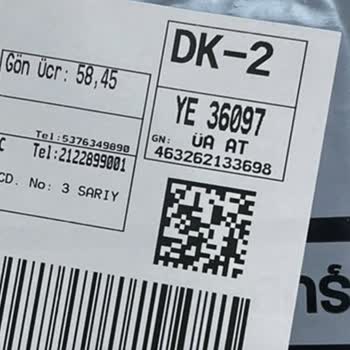 DK-2
Gön Ücr: 58,45
YE 36097
ÜA AT
GN:
463262133698
Tel:5376349890
Tel:2122899001
CD. No: 3 SARIY